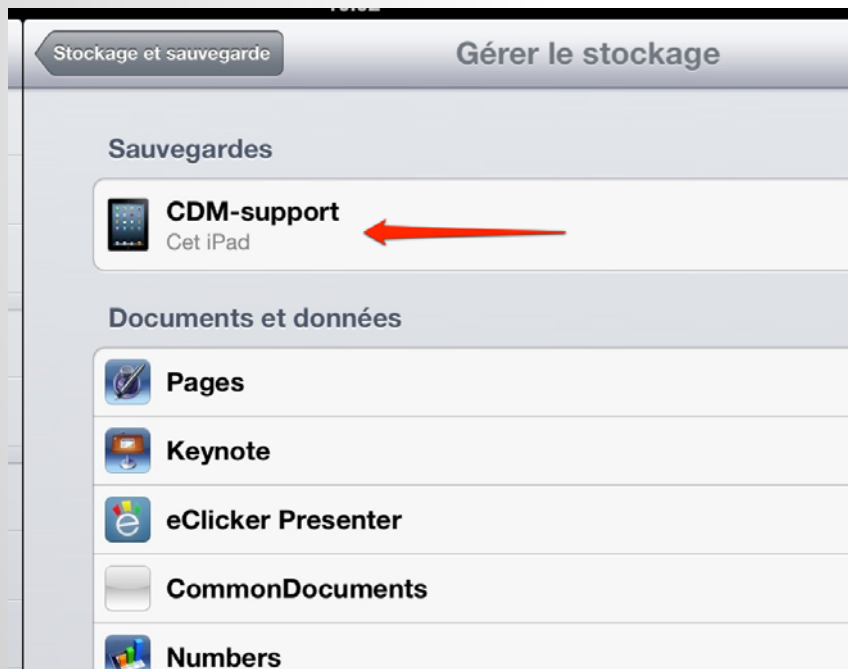 Stockage et sauvegarde
Gérer le stockage
Sauvegardes
CDM-support
Cet iPad
Documents et données
Pages
Keynote
eClicker Presenter
CommonDocuments
Numbers